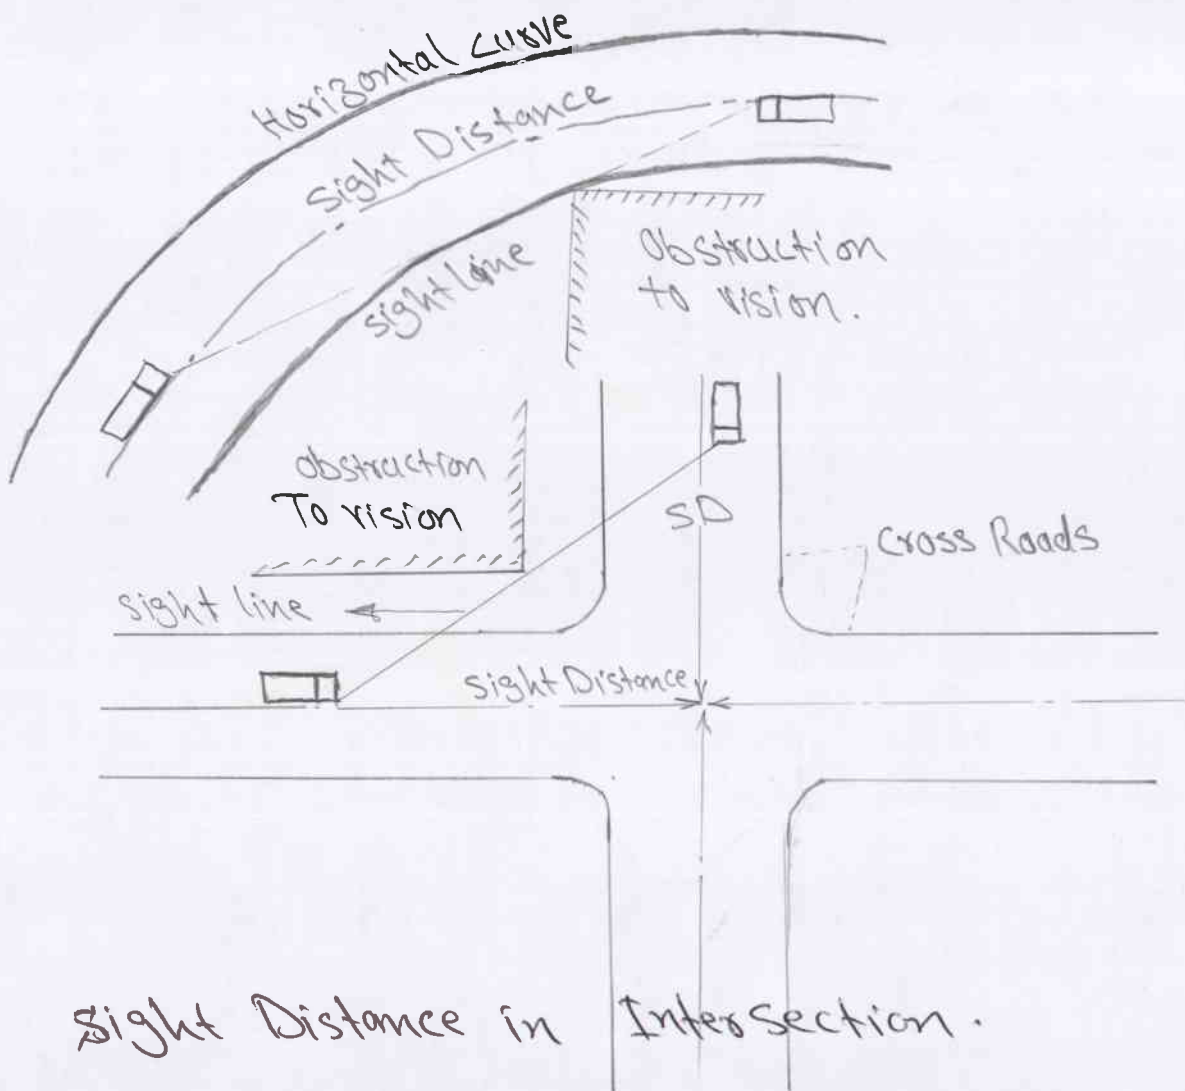 Horizontal Curve
Sight Distance
sight line
Obstruction
to vision.
Obstruction
To vision
SD
Cross Roads
sight line
Sight Distance
Sight Distance in Intersection.